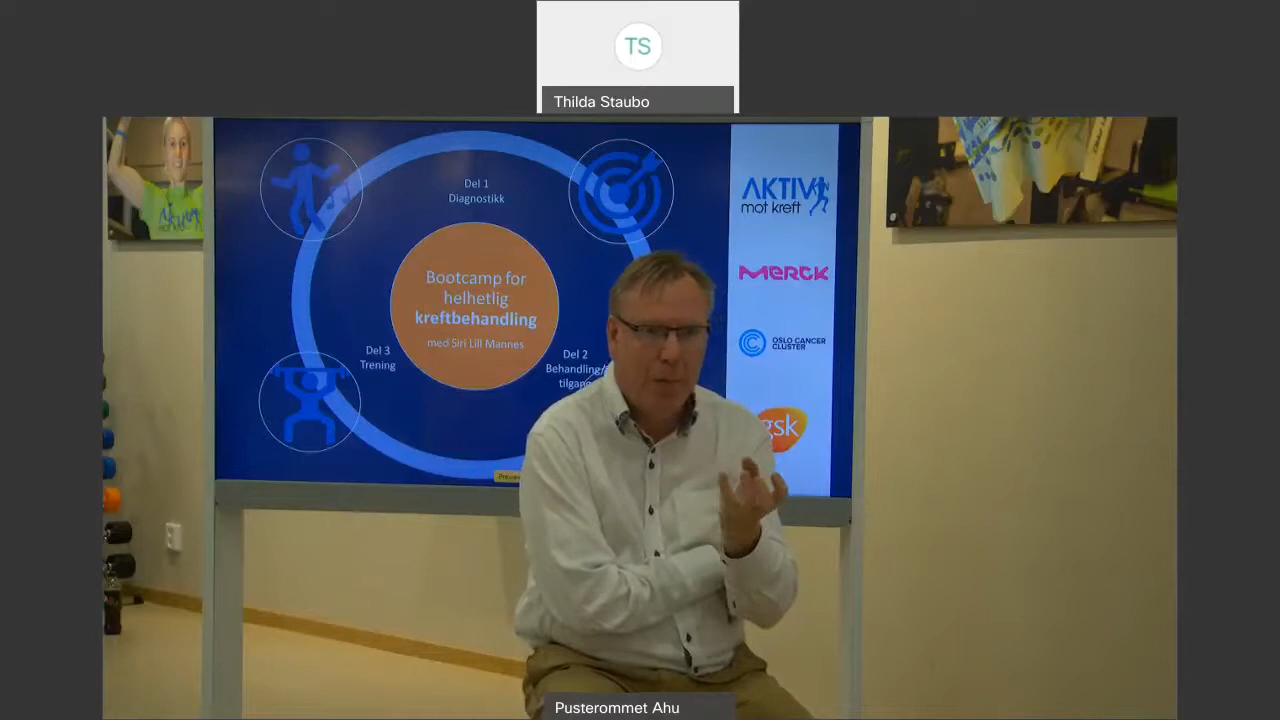 TS
Thilda Staubo
Del 1
Diagnostikk
AKTIV
mot kreft
Bootcamp for
helhetlig
kreftbehandling
med Siri Lill Mannes
MERCK
Del 3
Trening
Del 2
Behandling/
OSLO CANCER
CLUSTER
gsk
Pusterommet Ahu